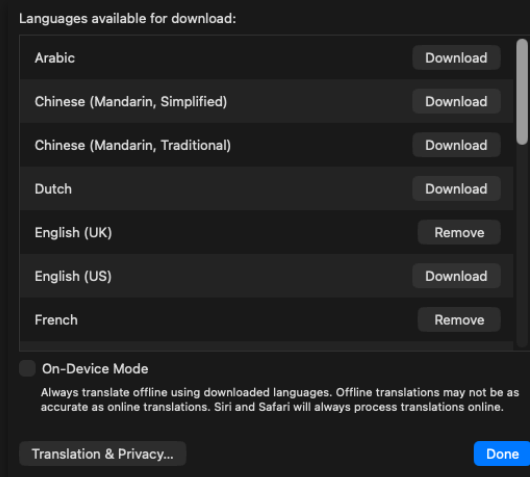 Languages available for download:
Arabic
Download
Chinese (Mandarin, Simplified)
Download
Chinese (Mandarin, Traditional)
Download
Dutch
Download
English (UK)
Remove
English (US)
Download
French
Remove
On-Device Mode
Always translate offline using downloaded languages. Offline translations may not be as
accurate as online translations. Siri and Safari will always process translations online.
Translation & Privacy...
Done